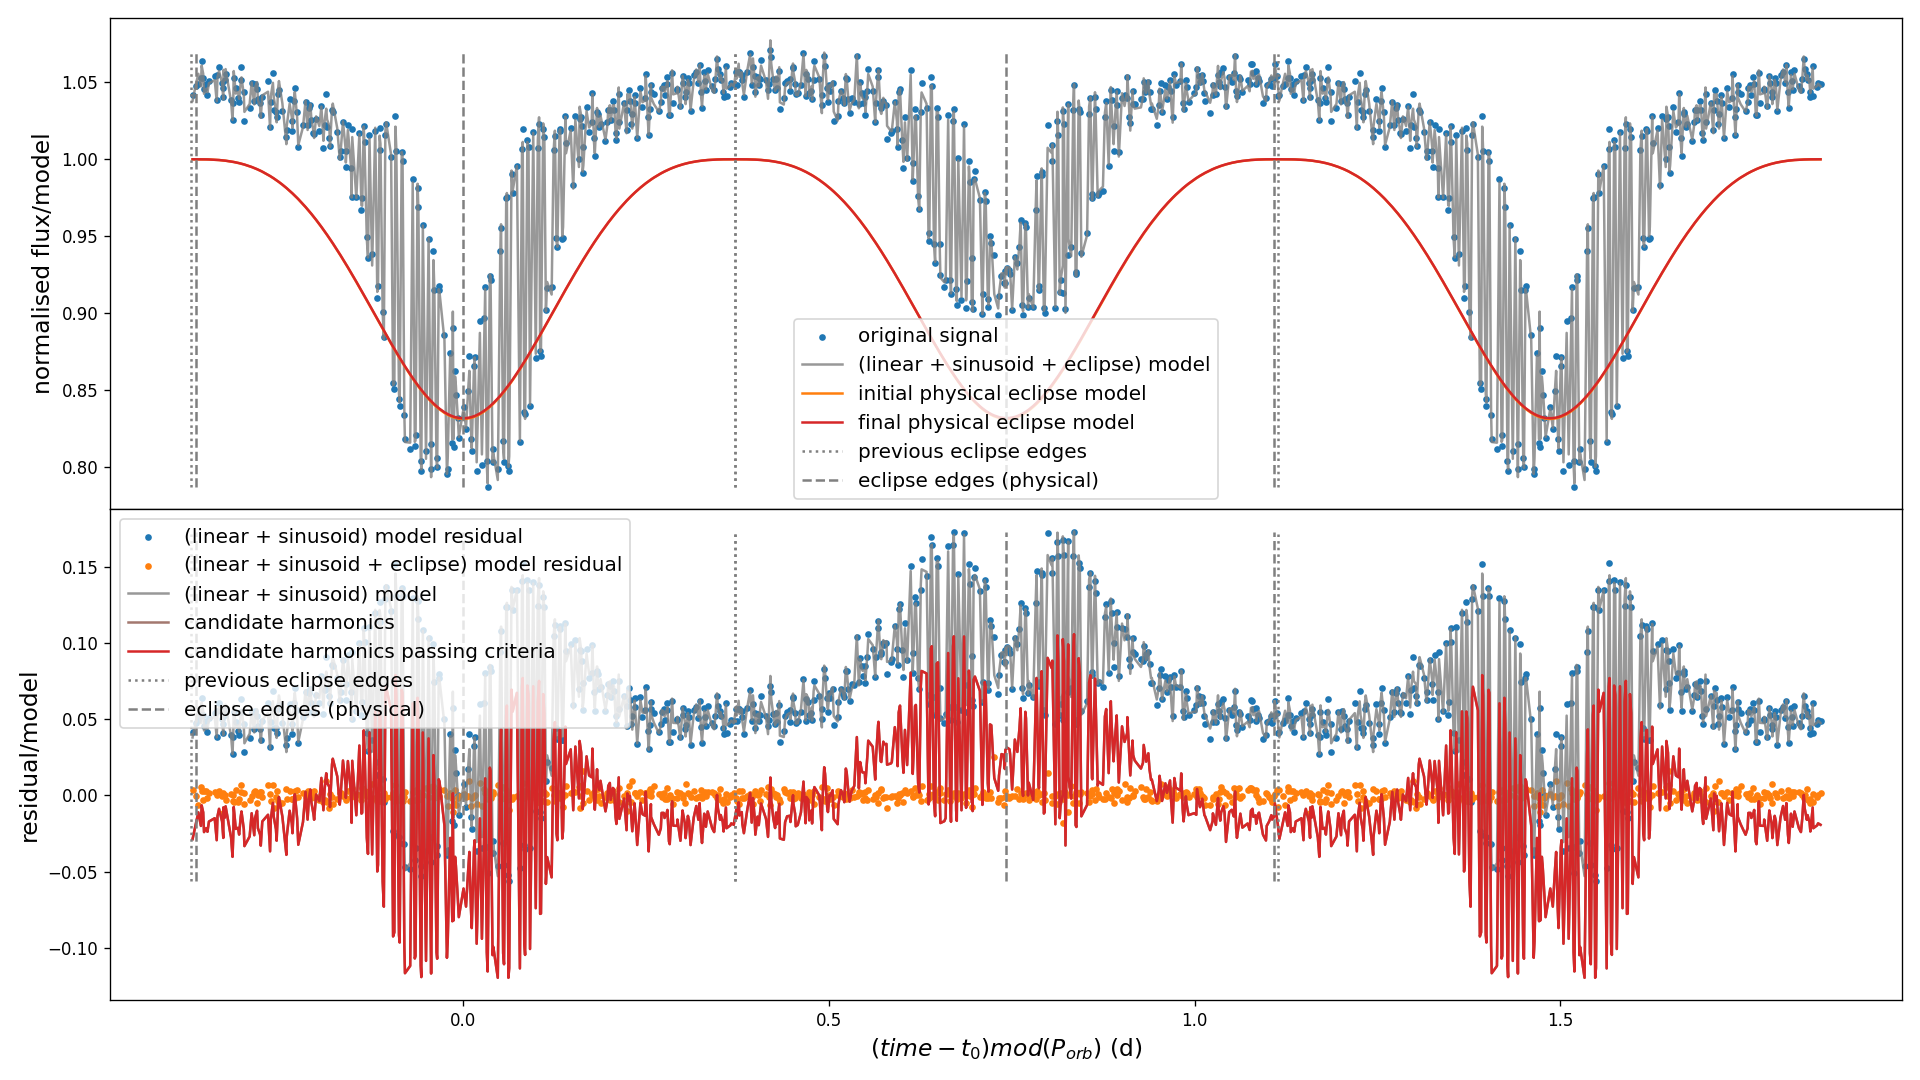 normalised flux/model
1.05
1.00
0.95
0.90
0.85
0.80
original signal
(linear + sinusoid + eclipse) model
initial physical eclipse model
final physical eclipse model
previous eclipse edges
eclipse edges (physical)
residual/model
0.15
0.10
0.05
0.00
−0.05
−0.10
(linear + sinusoid) model residual
(linear + sinusoid + eclipse) model residual
(linear + sinusoid) model
candidate harmonics
candidate harmonics passing criteria
previous eclipse edges
eclipse edges (physical)
0.0 0.5 1.0 1.5
(time − t₀)mod(P_orb) (d)